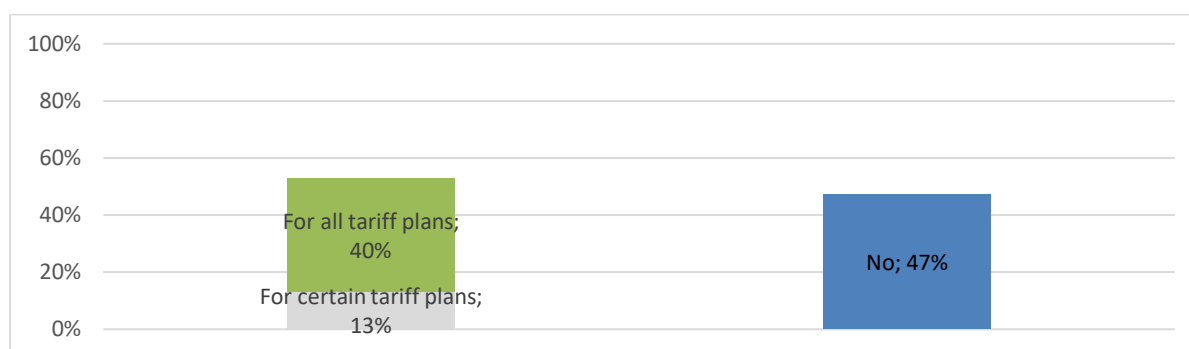 100%
80%
60%
40%
20%
0%
For all tariff plans;
40%
For certain tariff plans;
13%
No; 47%